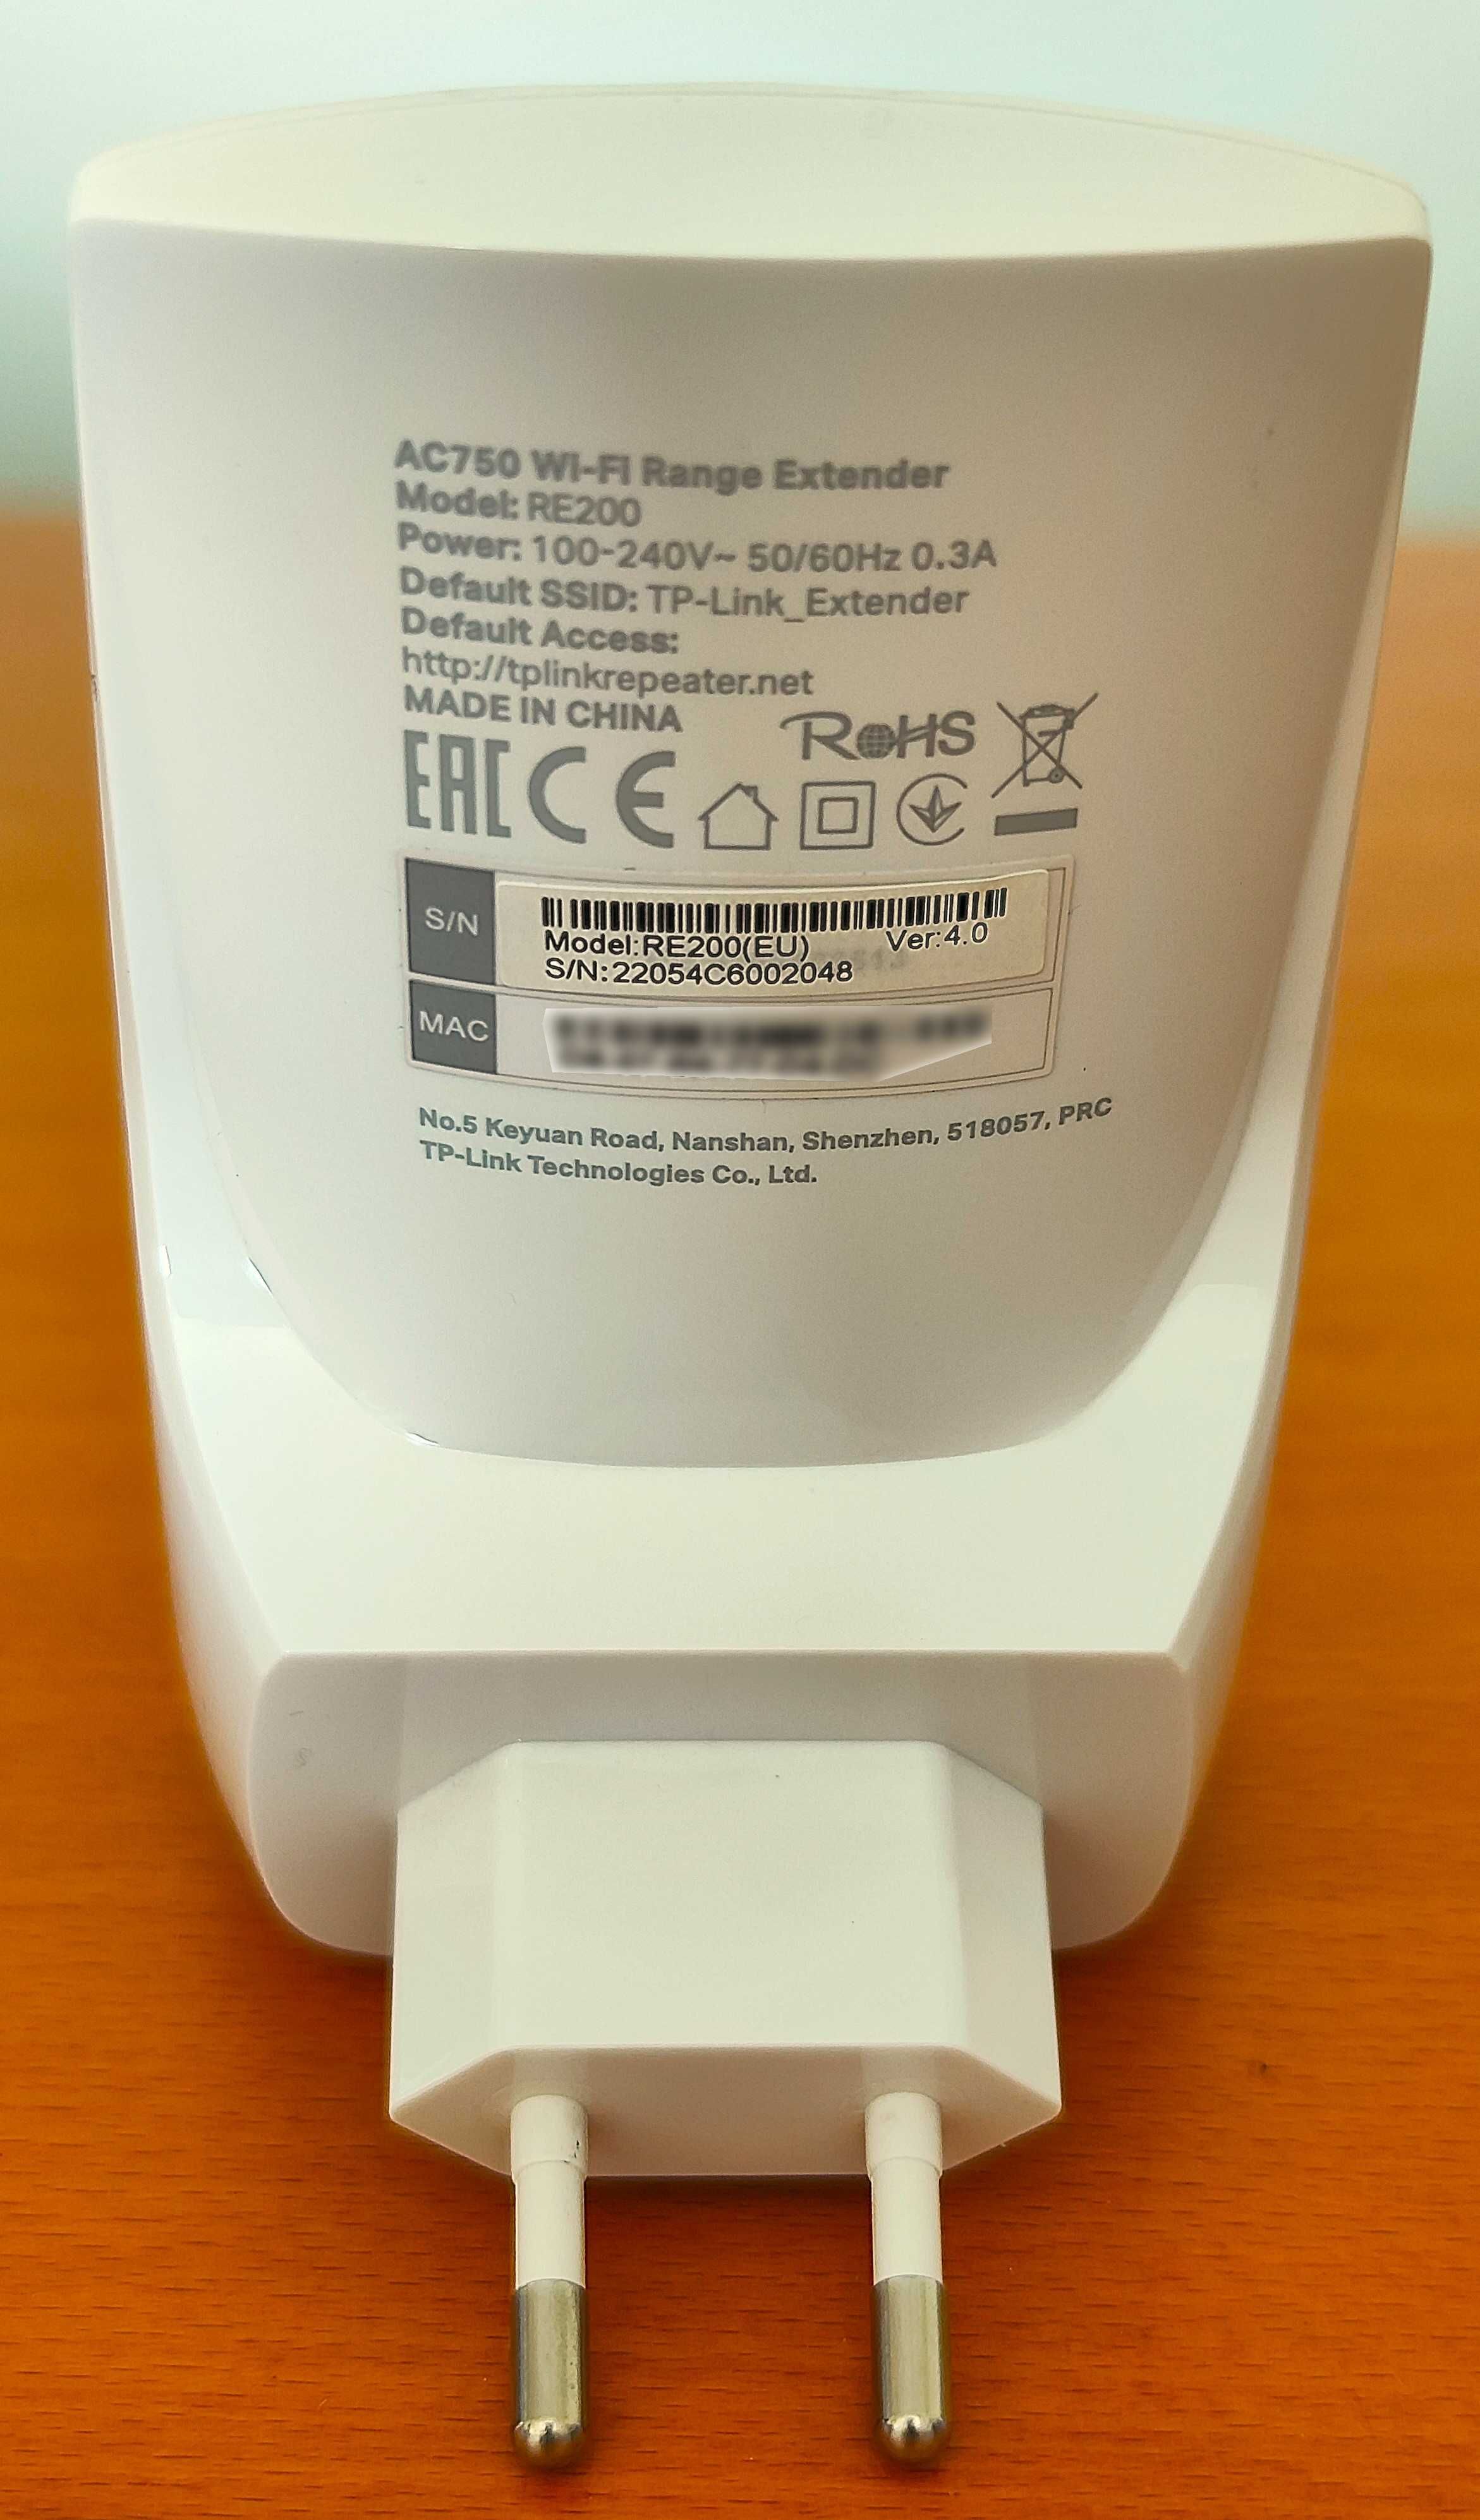 AC750 Wi-Fi Range Extender
Model: RE200
Power: 100-240V~ 50/60Hz 0.3A
Default SSID: TP-Link_Extender
Default Access:
http://tplinkrepeater.net
MADE IN CHINA
RoHS
EAC CE
S/N
Model:RE200(EU) Ver:4.0
S/N:22054C6002048
MAC
No.5 Keyuan Road, Nanshan, Shenzhen, 518057, PRC
TP-Link Technologies Co., Ltd.